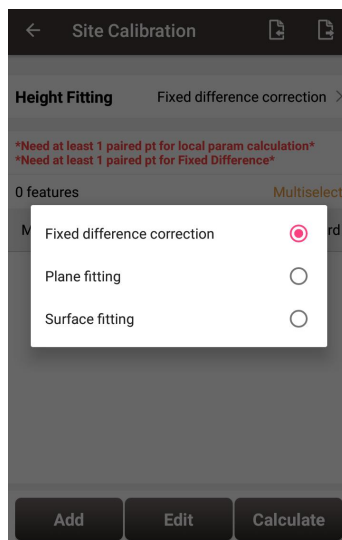 Site Calibration
Height Fitting Fixed difference correction
*Need at least 1 paired pt for local param calculation*
*Need at least 1 paired pt for Fixed Difference*
0 features Multiselect
Fixed difference correction
Plane fitting
Surface fitting
Add Edit Calculate